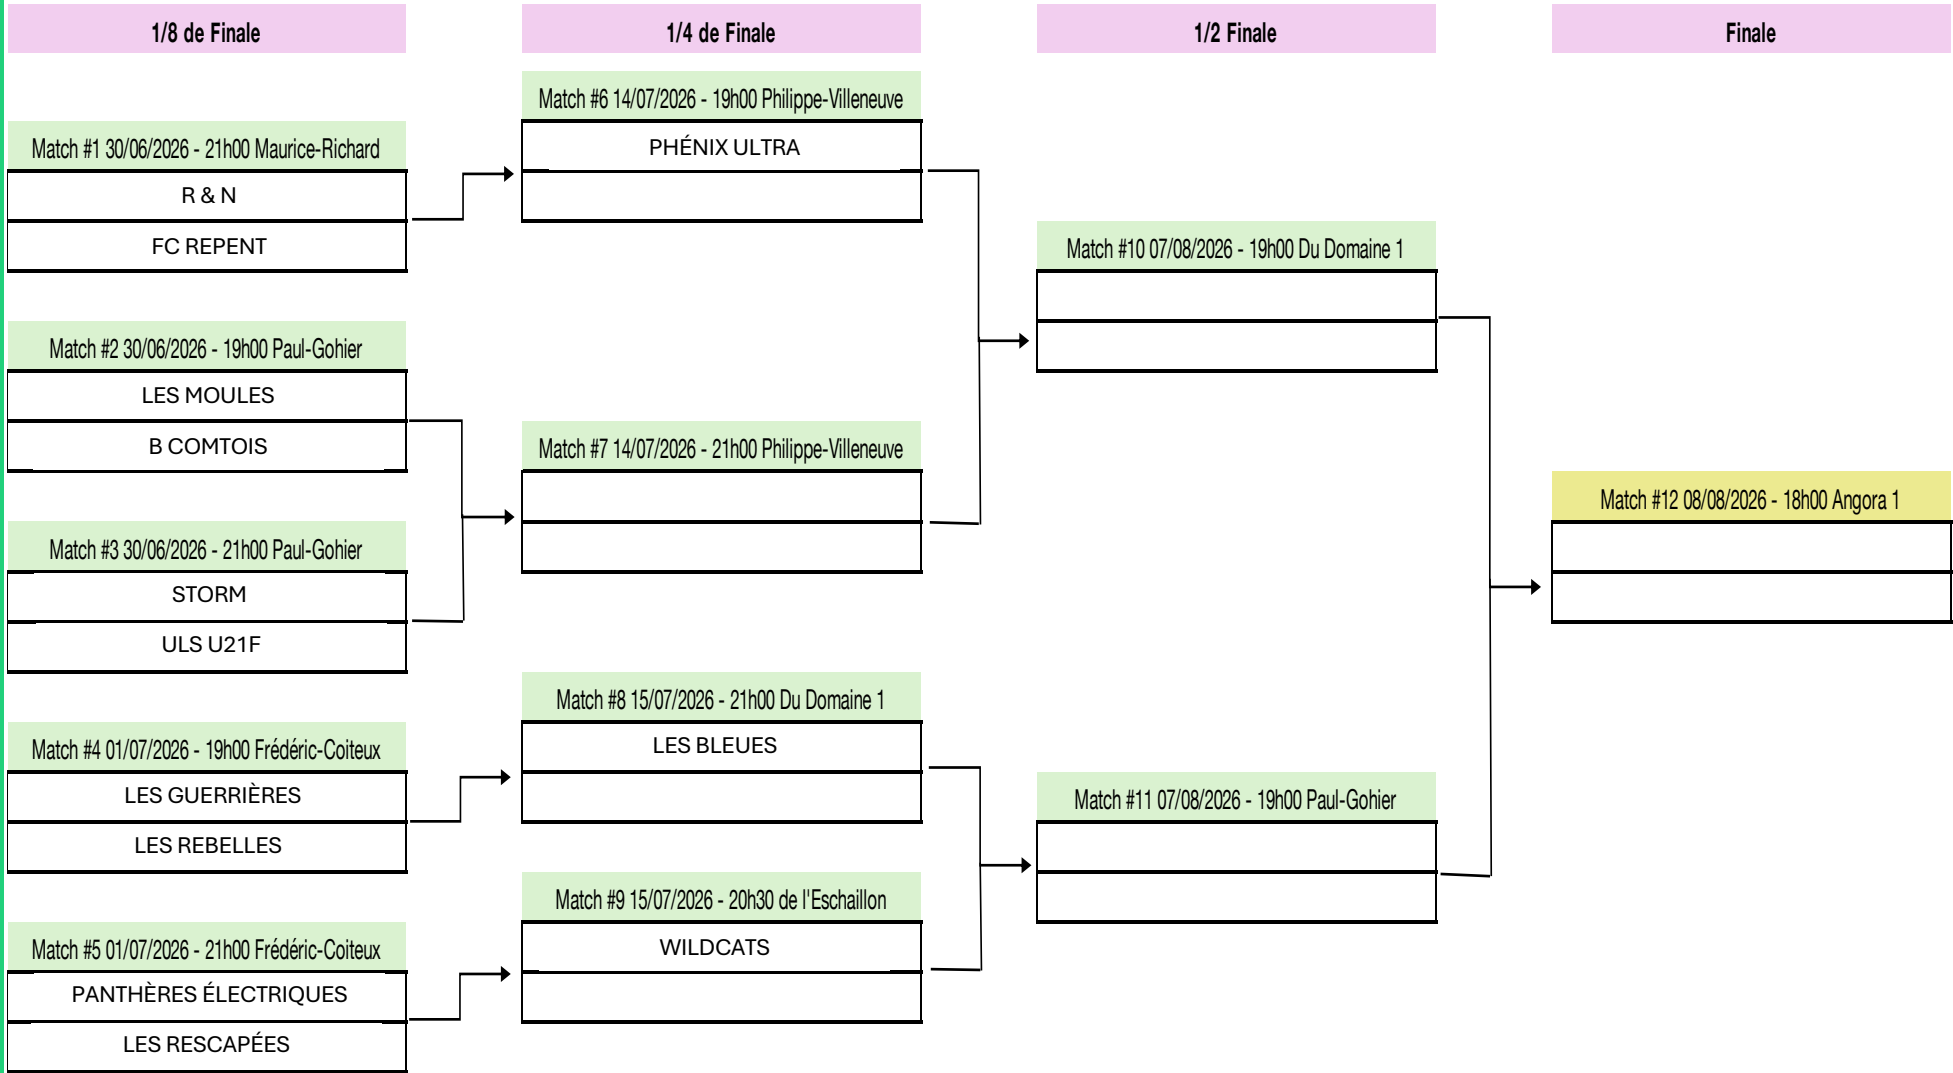 1/8 de Finale
1/4 de Finale
1/2 Finale
Finale
Match #1 30/06/2026 - 21h00 Maurice-Richard
R & N
FC REPENT
Match #2 30/06/2026 - 19h00 Paul-Gohier
LES MOULES
B COMTOIS
Match #3 30/06/2026 - 21h00 Paul-Gohier
STORM
ULS U21F
Match #4 01/07/2026 - 19h00 Frédéric-Coiteux
LES GUERRIÈRES
LES REBELLES
Match #5 01/07/2026 - 21h00 Frédéric-Coiteux
PANTHÈRES ÉLECTRIQUES
LES RESCAPÉES
Match #6 14/07/2026 - 19h00 Philippe-Villeneuve
PHÉNIX ULTRA
Match #7 14/07/2026 - 21h00 Philippe-Villeneuve
Match #8 15/07/2026 - 21h00 Du Domaine 1
LES BLEUES
Match #9 15/07/2026 - 20h30 de l'Eschaillon
WILDCATS
Match #10 07/08/2026 - 19h00 Du Domaine 1
Match #11 07/08/2026 - 19h00 Paul-Gohier
Match #12 08/08/2026 - 18h00 Angora 1